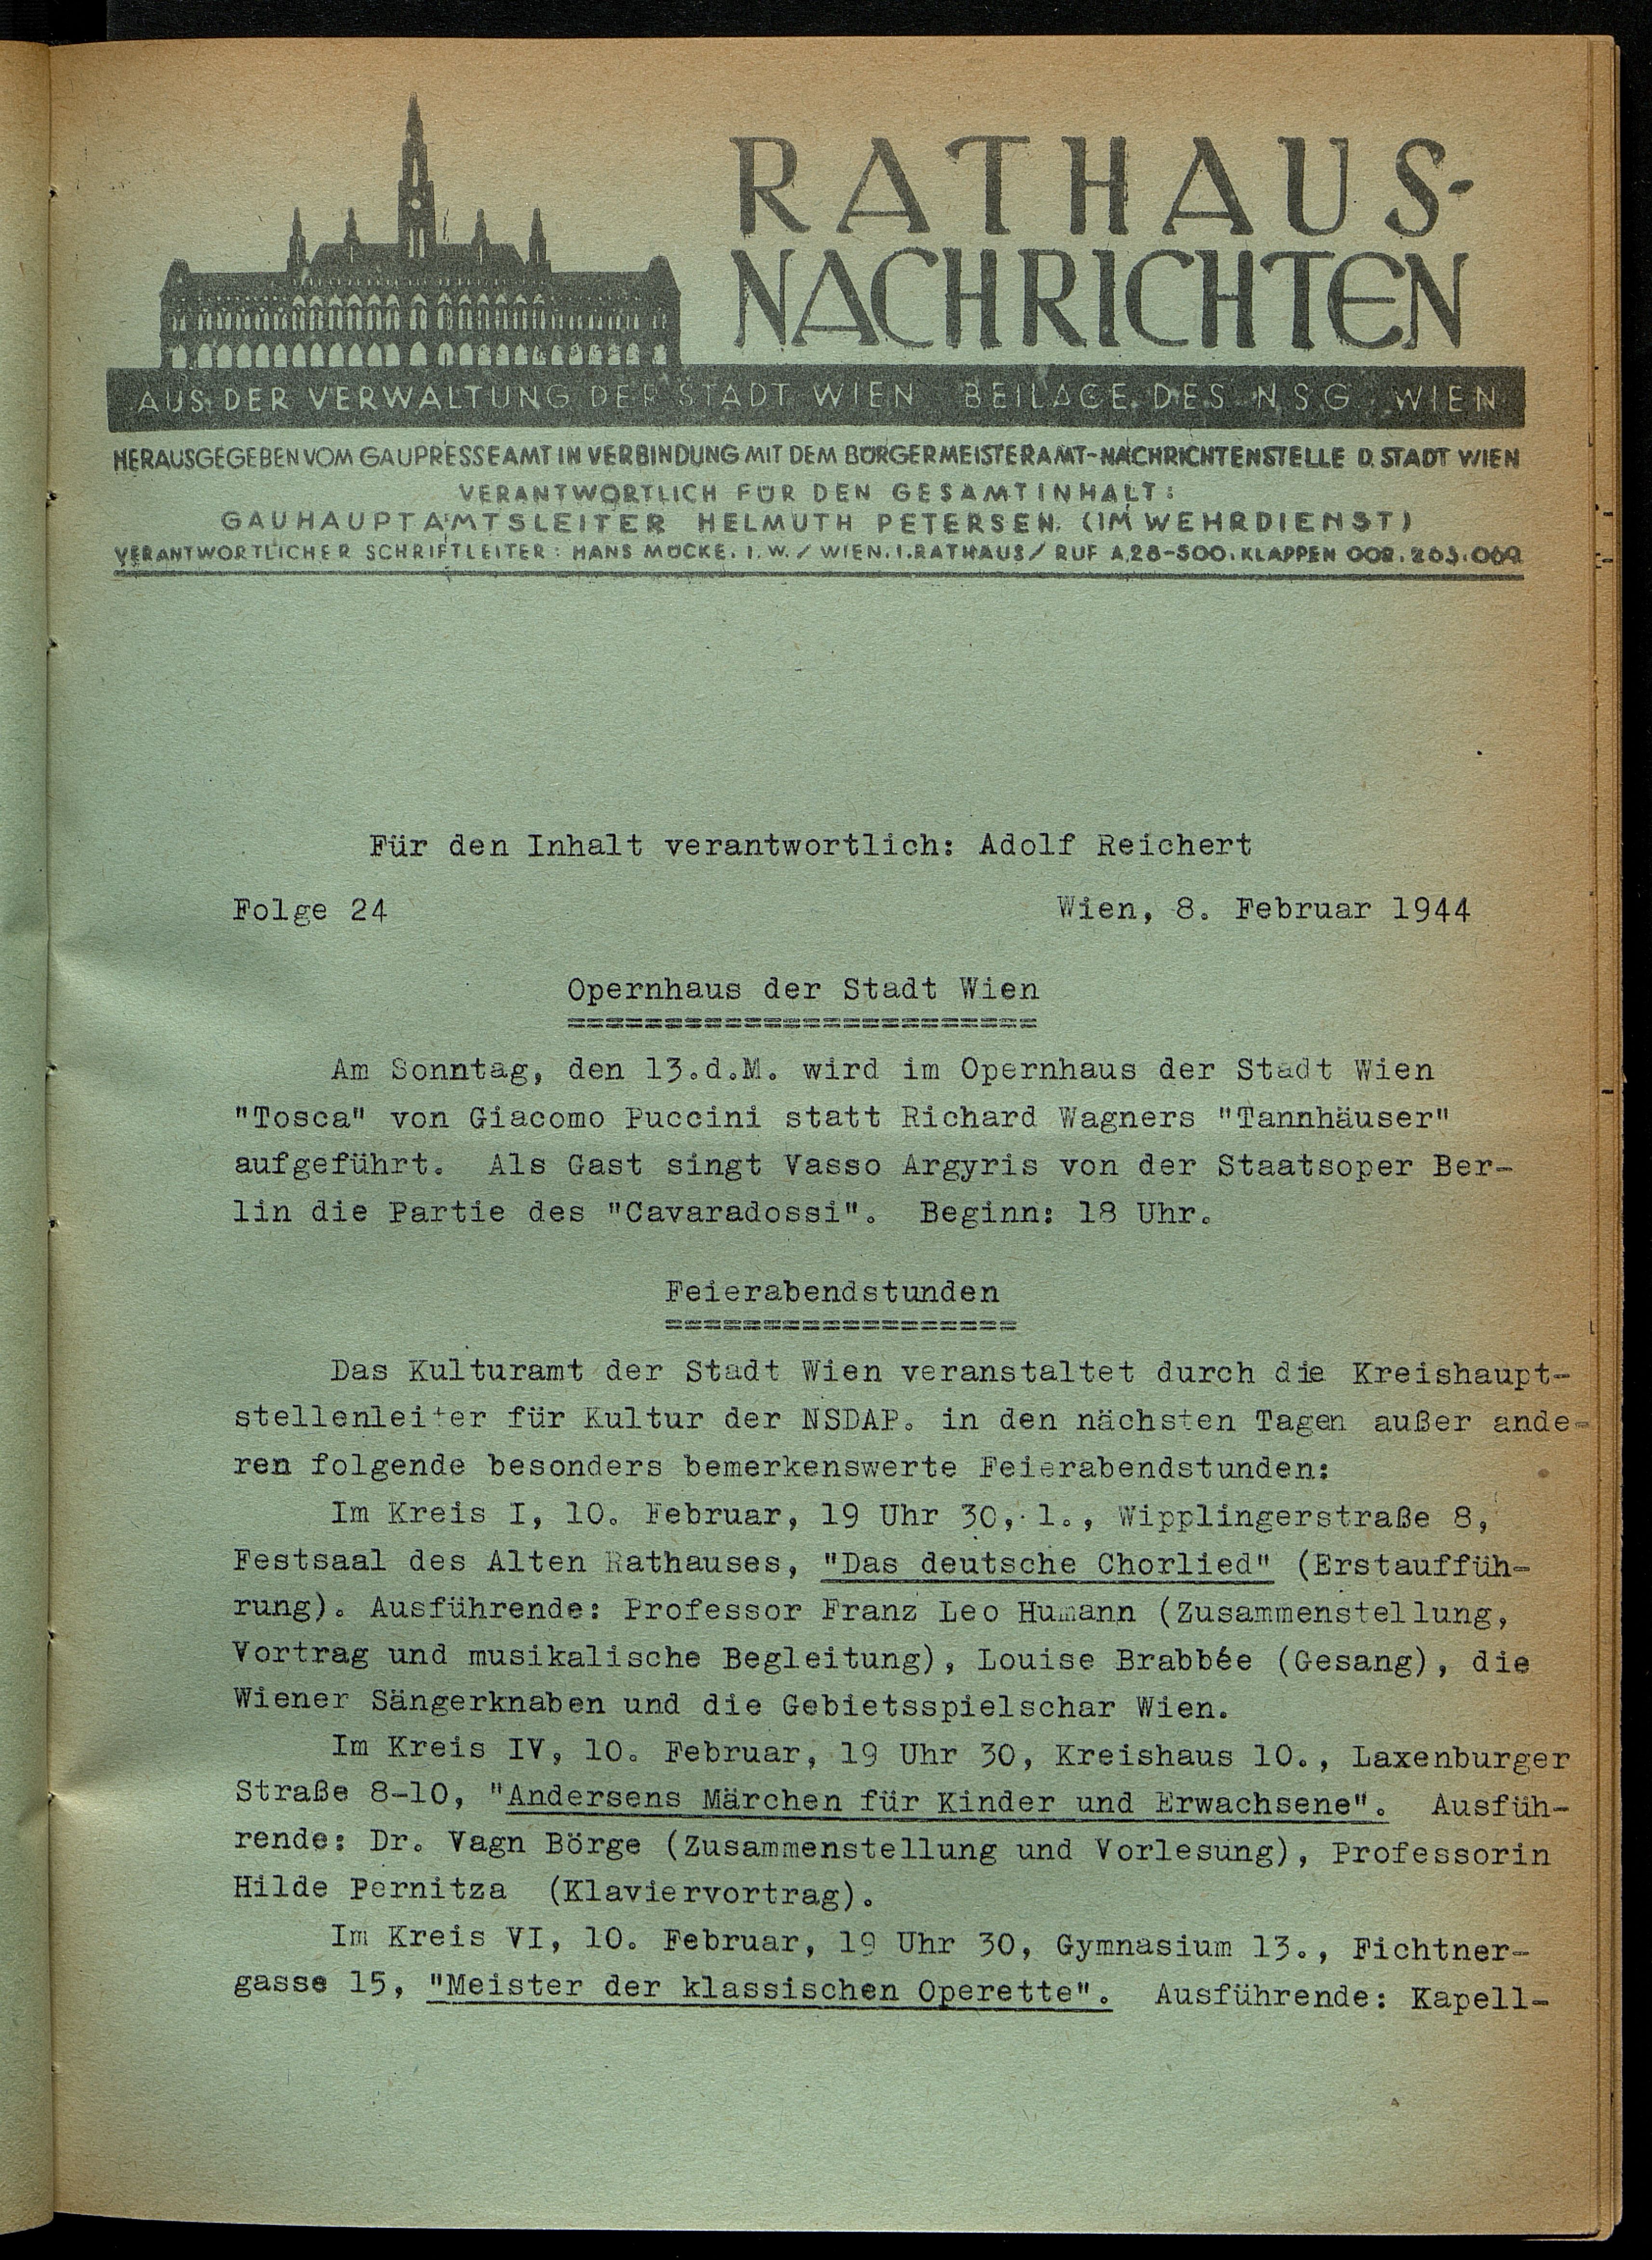 RATHAUS-
NACHRICHTEN
AUS DER VERWALTUNG DER STADT WIEN BEILAGE DES NSG WIEN
HERAUSGEGEBEN VOM GAUPRESSEAMT IN VERBINDUNG MIT DEM BÜRGERMEISTERAMT-NACHRICHTENSTELLE D. STADT WIEN
VERANTWORTLICH FÜR DEN GESAMTINHALT:
GAUHAUPTAMTSLEITER HELMUTH PETERSEN. (IM WEHRDIENST)
VERANTWORTLICHER SCHRIFTLEITER: HANS MÜCKE. I. W. / WIEN. I. RATHAUS / RUF A.28-500. KLAPPEN 002. 263. 069
Für den Inhalt verantwortlich: Adolf Reichert
Folge 24 Wien, 8. Februar 1944
Opernhaus der Stadt Wien
Am Sonntag, den 13.d.M. wird im Opernhaus der Stadt Wien
"Tosca" von Giacomo Puccini statt Richard Wagners "Tannhäuser"
aufgeführt. Als Gast singt Vasso Argyris von der Staatsoper Ber-
lin die Partie des "Cavaradossi". Beginn: 18 Uhr.
Feierabendstunden
Das Kulturamt der Stadt Wien veranstaltet durch die Kreishaupt-
stellenleiter für Kultur der NSDAP. in den nächsten Tagen außer ande-
ren folgende besonders bemerkenswerte Feierabendstunden:
Im Kreis I, 10. Februar, 19 Uhr 30, 1., Wipplingerstraße 8,
Festsaal des Alten Rathauses, "Das deutsche Chorlied" (Erstauffüh-
rung). Ausführende: Professor Franz Leo Humann (Zusammenstellung,
Vortrag und musikalische Begleitung), Louise Brabbée (Gesang), die
Wiener Sängerknaben und die Gebietsspielschar Wien.
Im Kreis IV, 10. Februar, 19 Uhr 30, Kreishaus 10., Laxenburger
Straße 8-10, "Andersens Märchen für Kinder und Erwachsene". Ausfüh-
rende: Dr. Vagn Börge (Zusammenstellung und Vorlesung), Professorin
Hilde Pernitza (Klaviervortrag).
Im Kreis VI, 10. Februar, 19 Uhr 30, Gymnasium 13., Fichtner-
gasse 15, "Meister der klassischen Operette". Ausführende: Kapell-